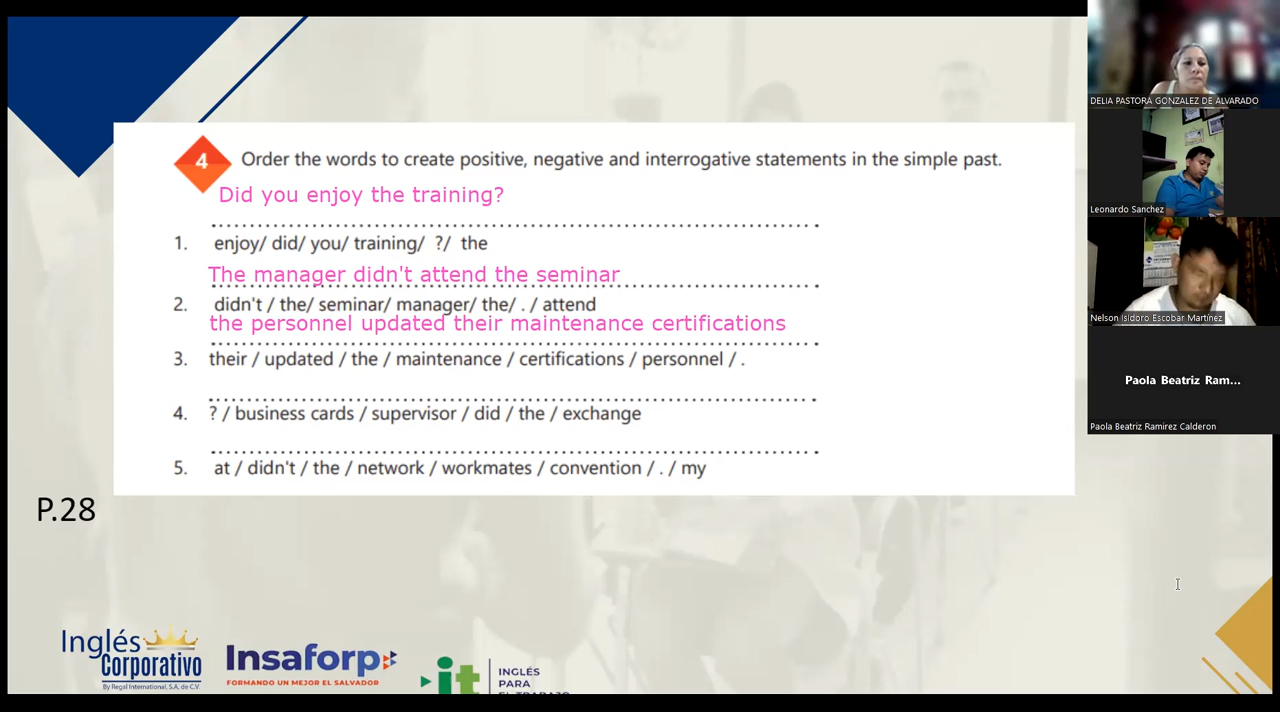 4 Order the words to create positive, negative and interrogative statements in the simple past.
Did you enjoy the training?
1. enjoy/ did/ you/ training/ ?/ the
The manager didn't attend the seminar
2. didn't / the/ seminar/ manager/ the/ . / attend
the personnel updated their maintenance certifications
3. their / updated / the / maintenance / certifications / personnel / .
4. ? / business cards / supervisor / did / the / exchange
5. at / didn't / the / network / workmates / convention / . / my
P.28
Inglés
Corporativo
By Regal International, S.A. de C.V.
Insaforp
FORMANDO UN MEJOR EL SALVADOR
it
INGLÉS
PARA
EL TRABAJO
DELIA PASTORA GONZALEZ DE ALVARADO
Leonardo Sanchez
Nelson Isidoro Escobar Martínez
Paola Beatriz Ram...
Paola Beatriz Ramirez Calderon